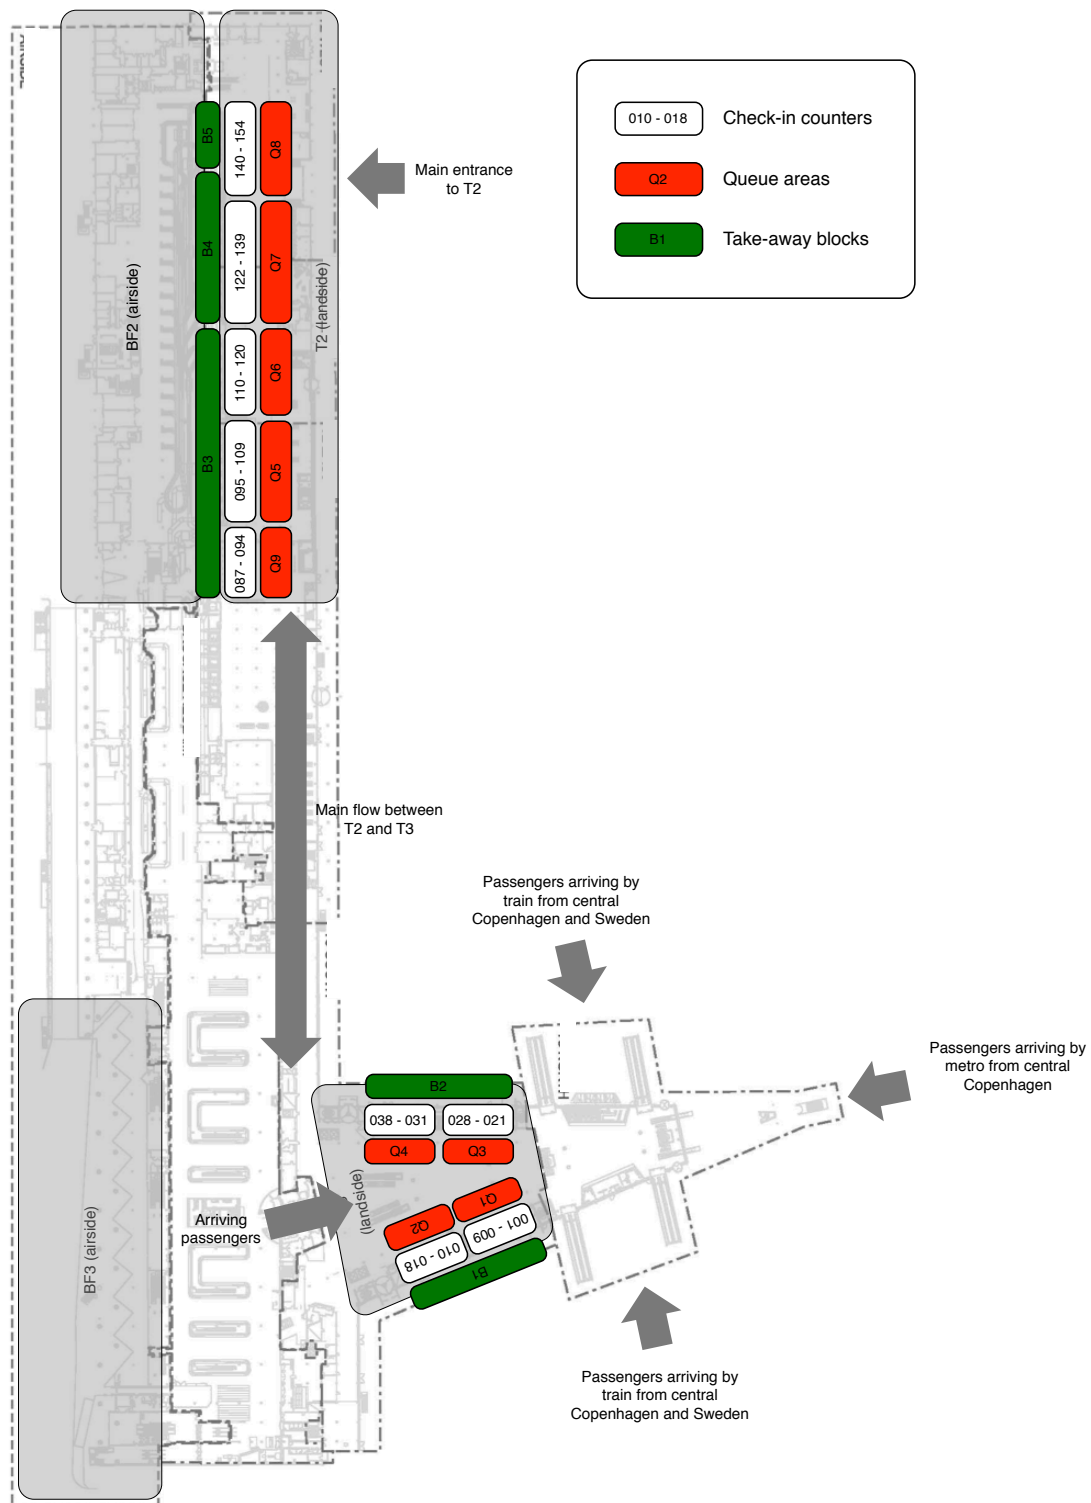 AIRSIDE
010 - 018
Check-in counters
Q2
Queue areas
B1
Take-away blocks
B5
140 - 154
Q8
Main entrance
to T2
B4
122 - 139
Q7
BF2 (airside)
T2 (landside)
110 - 120
Q6
B3
095 - 109
Q5
087 - 094
Q9
Main flow between
T2 and T3
Passengers arriving by
train from central
Copenhagen and Sweden
Passengers arriving by
metro from central
Copenhagen
B2
038 - 031
028 - 021
Q4
Q3
(landside)
Q1
Q2
001 - 009
010 - 018
B1
Arriving
passengers
BF3 (airside)
Passengers arriving by
train from central
Copenhagen and Sweden